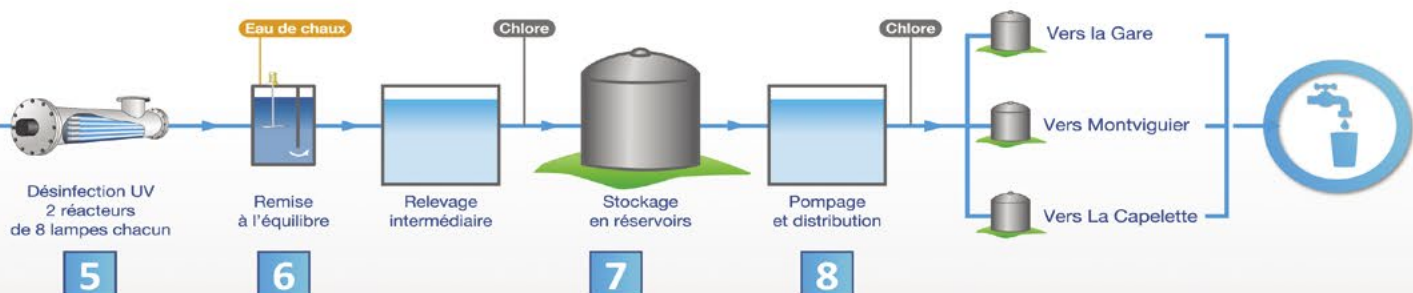 Eau de chaux
Chlore
Chlore
Vers la Gare
Vers Montviguier
Vers La Capelette
Désinfection UV
2 réacteurs
de 8 lampes chacun
5
Remise
à l'équilibre
6
Relevage
intermédiaire
Stockage
en réservoirs
7
Pompage
et distribution
8